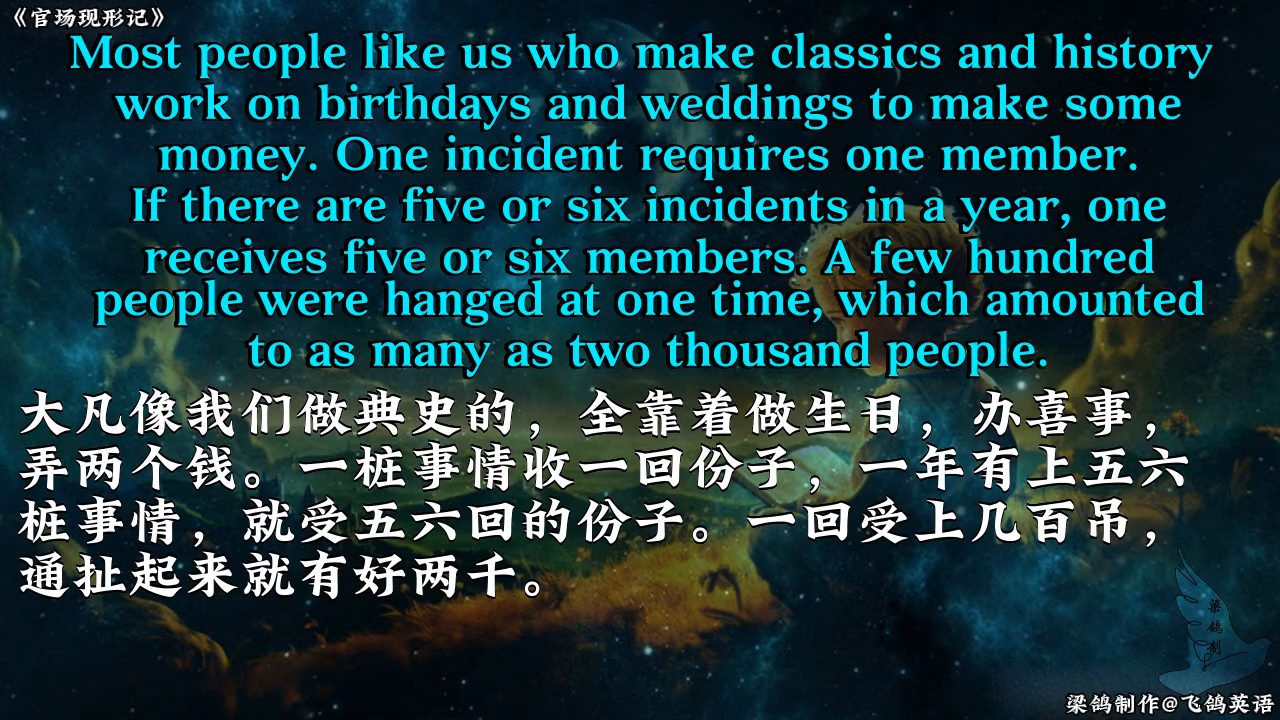 《官场现形记》
Most people like us who make classics and history
work on birthdays and weddings to make some
money. One incident requires one member.
If there are five or six incidents in a year, one
receives five or six members. A few hundred
people were hanged at one time, which amounted
to as many as two thousand people.
大凡像我们做典史的，全靠着做生日，办喜事，
弄两个钱。一桩事情收一回份子，一年有上五六
桩事情，就受五六回的份子。一回受上几百吊，
通扯起来就有好两千。
梁鸽制
梁鸽制作@飞鸽英语